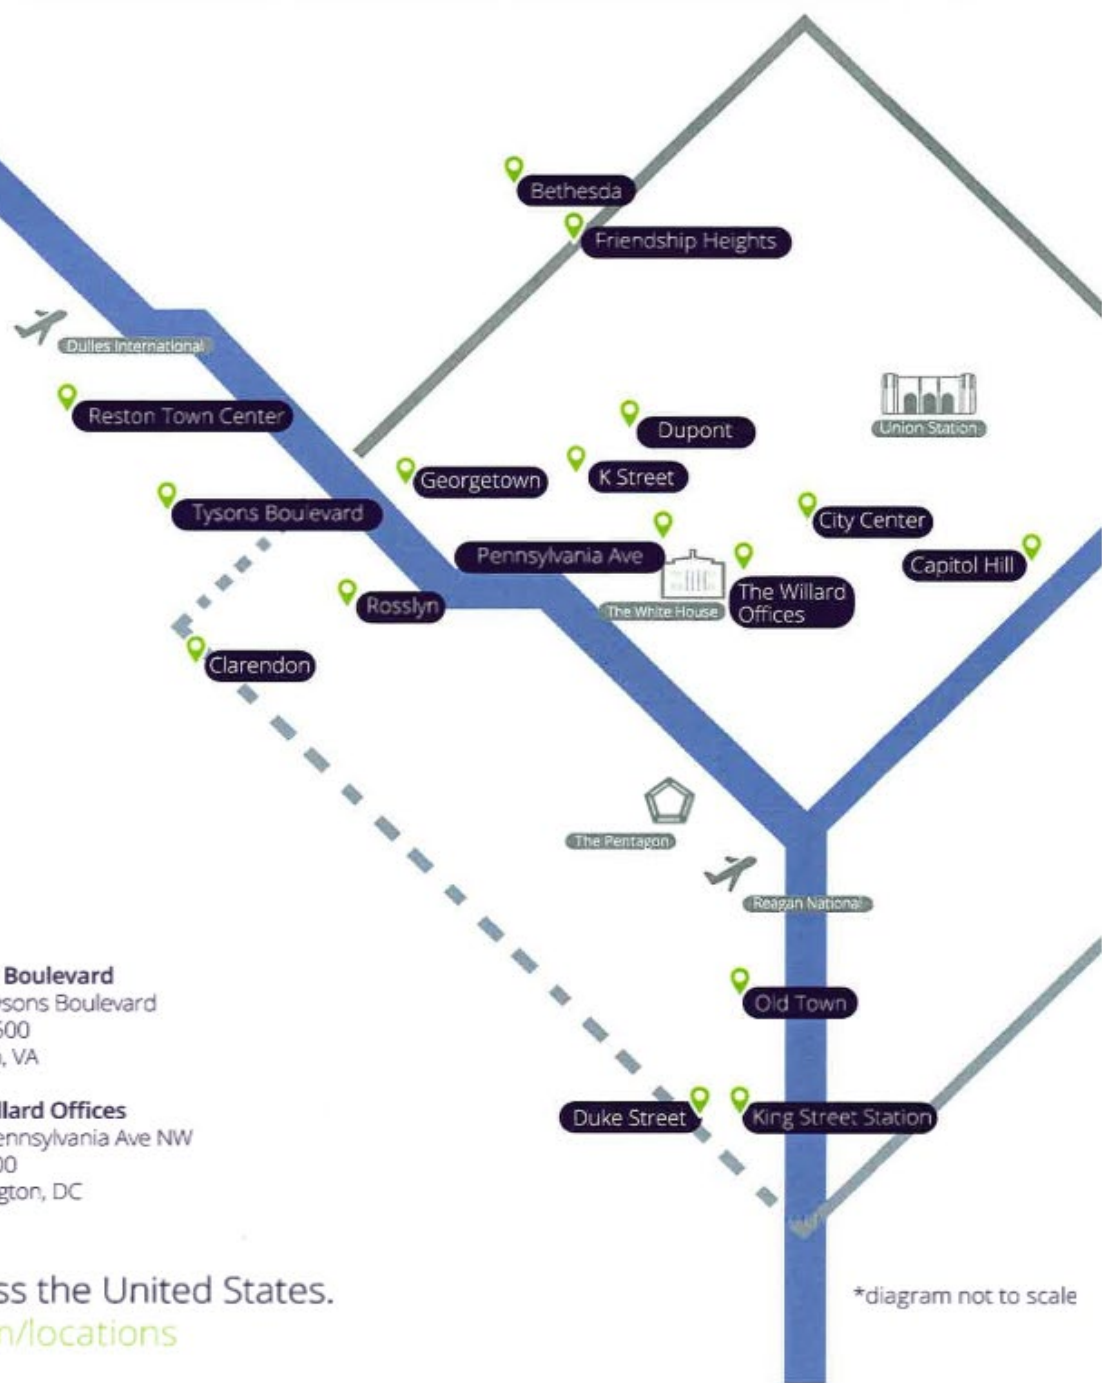 Bethesda
Friendship Heights
Dulles International
Reston Town Center
Dupont
Union Station
Georgetown
K Street
Tysons Boulevard
City Center
Pennsylvania Ave
Capitol Hill
The White House
The Willard
Offices
Rosslyn
Clarendon
The Pentagon
Reagan National
Old Town
Duke Street
King Street Station
Boulevard
Boulevard
VA
Offices
Ave NW
DC
the United States.
/locations
*diagram not to scale